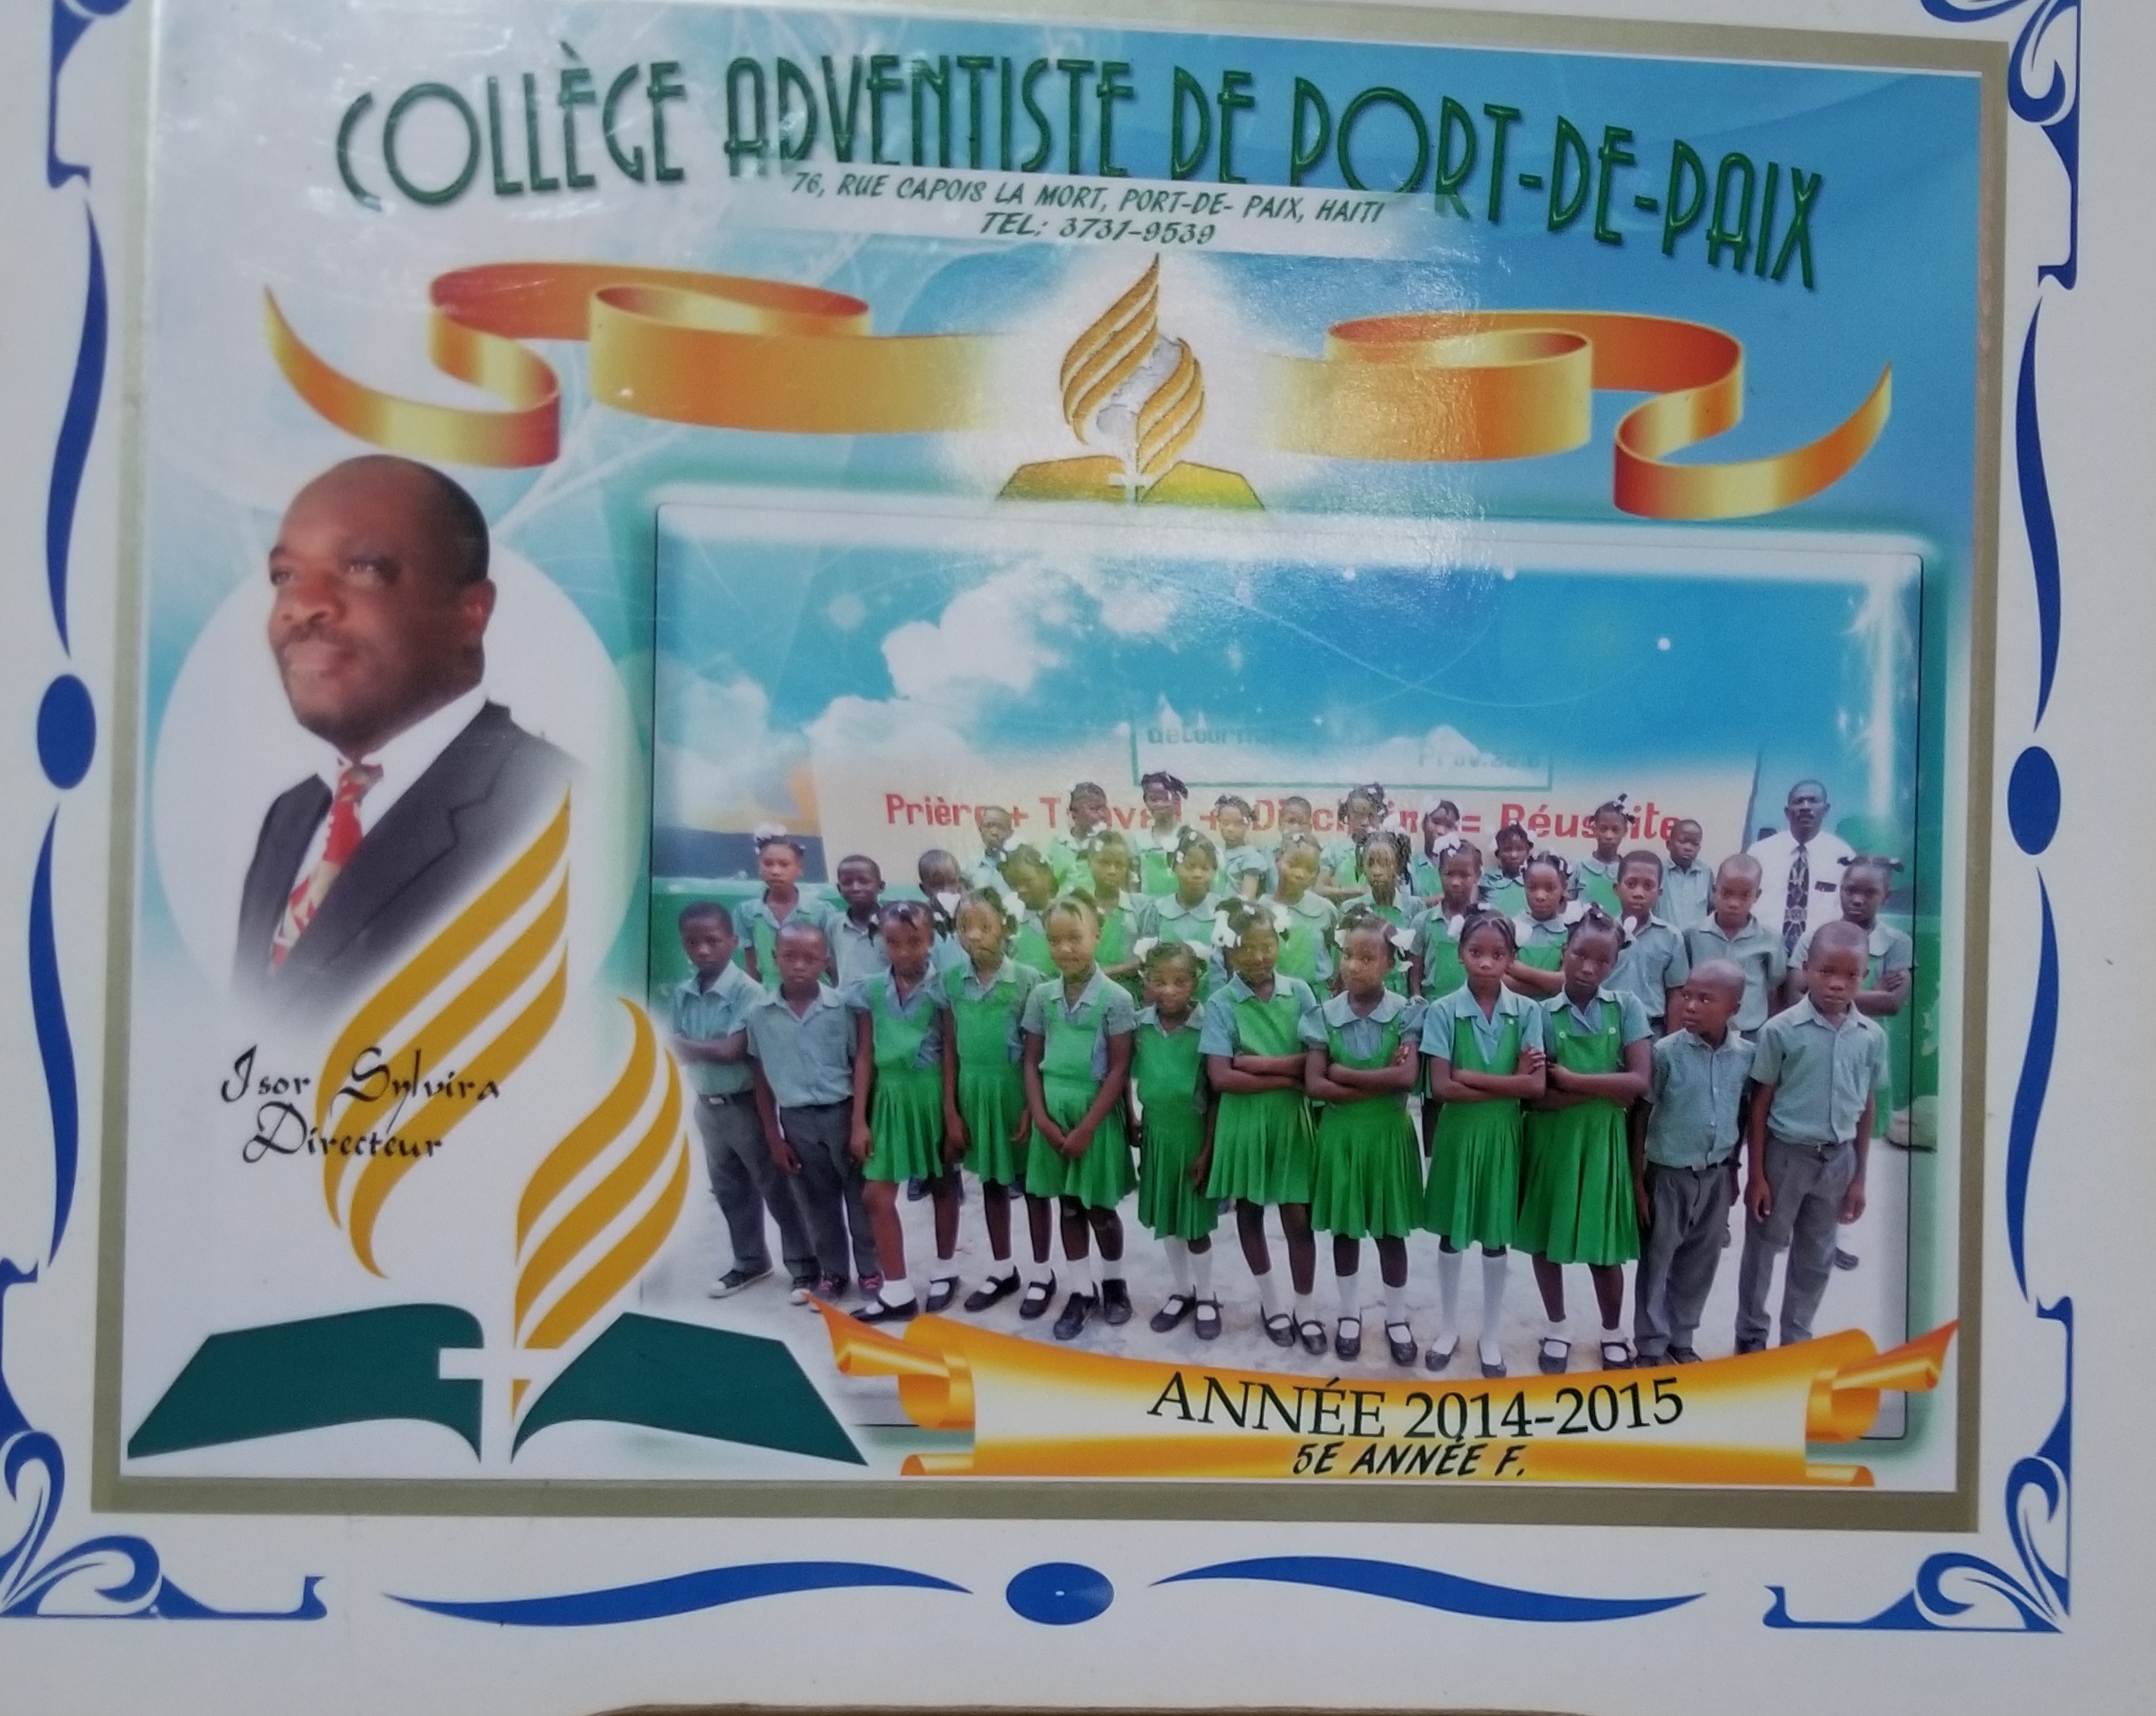 COLLÈGE ADVENTISTE DE PORT-DE-PAIX
76, RUE CAPOIS LA MORT, PORT-DE- PAIX, HAITI
TEL: 3731-9539
Prière + Travail + Discipline = Réussite
Isor Sylvira
Directeur
ANNÉE 2014-2015
5E ANNÉE F.